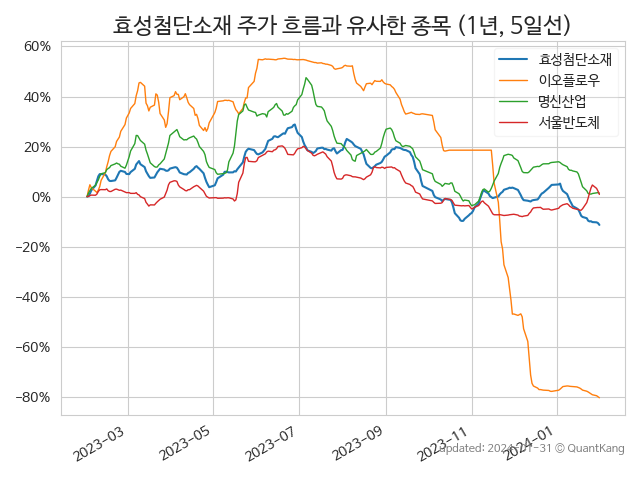 효성첨단소재 주가 흐름과 유사한 종목 (1년, 5일선)
60%
40%
20%
0%
−20%
−40%
−60%
−80%
효성첨단소재
이오플로우
명신산업
서울반도체
2023−03
2023−05
2023−07
2023−09
2023−11
2024−01
updated: 2024-01-31 © QuantKang